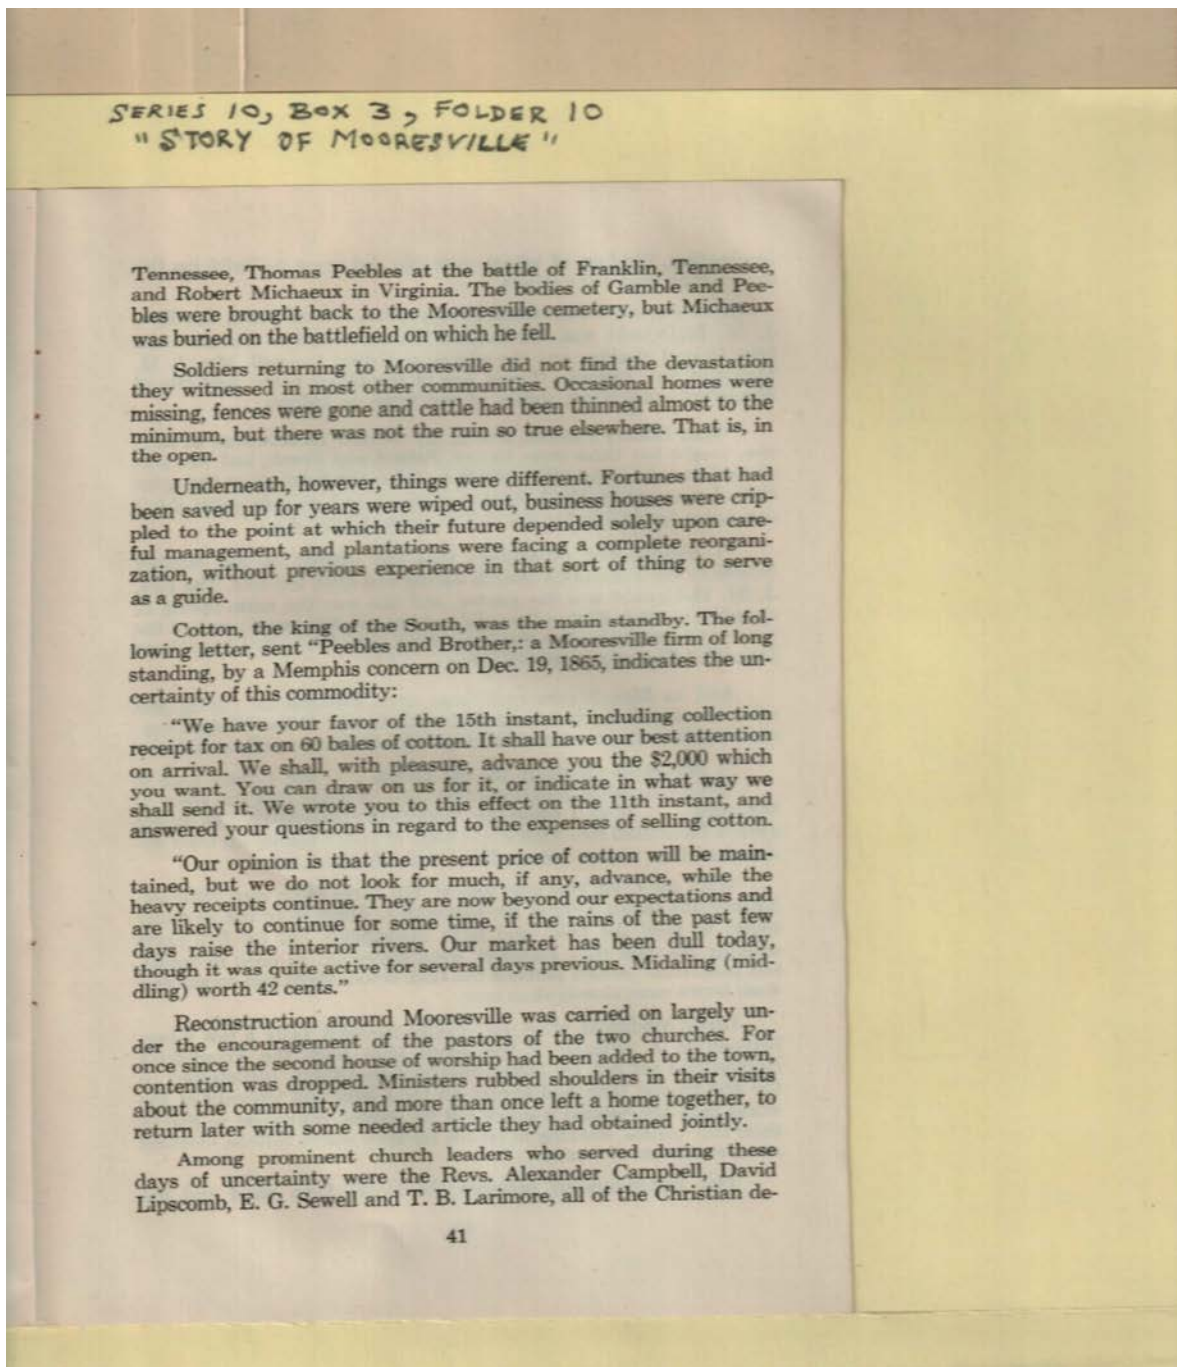 SERIES 10, BOX 3, FOLDER 10
"STORY OF MOORESVILLE"
Tennessee, Thomas Peebles at the battle of Franklin, Tennessee,
and Robert Michaeux in Virginia. The bodies of Gamble and Pee-
bles were brought back to the Mooresville cemetery, but Michaeux
was buried on the battlefield on which he fell.
Soldiers returning to Mooresville did not find the devastation
they witnessed in most other communities. Occasional homes were
missing, fences were gone and cattle had been thinned almost to the
minimum, but there was not the ruin so true elsewhere. That is, in
the open.
Underneath, however, things were different. Fortunes that had
been saved up for years were wiped out, business houses were crip-
pled to the point at which their future depended solely upon care-
ful management, and plantations were facing a complete reorgani-
zation, without previous experience in that sort of thing to serve
as a guide.
Cotton, the king of the South, was the main standby. The fol-
lowing letter, sent "Peebles and Brother,: a Mooresville firm of long
standing, by a Memphis concern on Dec. 19, 1865, indicates the un-
certainty of this commodity:
"We have your favor of the 15th instant, including collection
receipt for tax on 60 bales of cotton. It shall have our best attention
on arrival. We shall, with pleasure, advance you the $2,000 which
you want. You can draw on us for it, or indicate in what way we
shall send it. We wrote you to this effect on the 11th instant, and
answered your questions in regard to the expenses of selling cotton.
"Our opinion is that the present price of cotton will be main-
tained, but we do not look for much, if any, advance, while the
heavy receipts continue. They are now beyond our expectations and
are likely to continue for some time, if the rains of the past few
days raise the interior rivers. Our market has been dull today,
though it was quite active for several days previous. Midaling (mid-
dling) worth 42 cents."
Reconstruction around Mooresville was carried on largely un-
der the encouragement of the pastors of the two churches. For
once since the second house of worship had been added to the town,
contention was dropped. Ministers rubbed shoulders in their visits
about the community, and more than once left a home together, to
return later with some needed article they had obtained jointly.
Among prominent church leaders who served during these
days of uncertainty were the Revs. Alexander Campbell, David
Lipscomb, E. G. Sewell and T. B. Larimore, all of the Christian de-
41